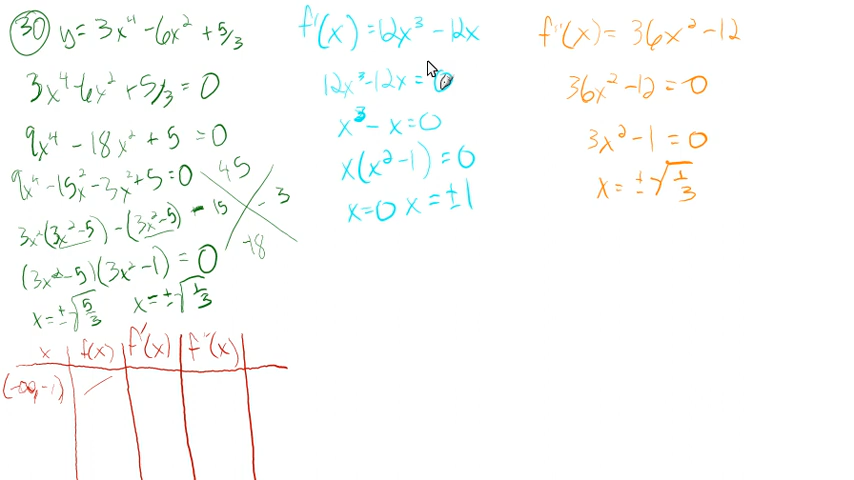 30 y = 3x⁴ - 6x² + 5/3
3x⁴ - 6x² + 5/3 = 0
9x⁴ - 18x² + 5 = 0
9x⁴ - 15x² - 3x² + 5 = 0
45
- 15
- 3
-18
3x²(3x² - 5) - (3x² - 5)
(3x² - 5)(3x² - 1) = 0
x = ±√5/3 x = ±√1/3
x f(x) f'(x) f''(x)
(-∞, -1)
f'(x) = 12x³ - 12x
12x³ - 12x = 0
x³ - x = 0
x(x² - 1) = 0
x = 0 x = ±1
f''(x) = 36x² - 12
36x² - 12 = 0
3x² - 1 = 0
x = ±√1/3